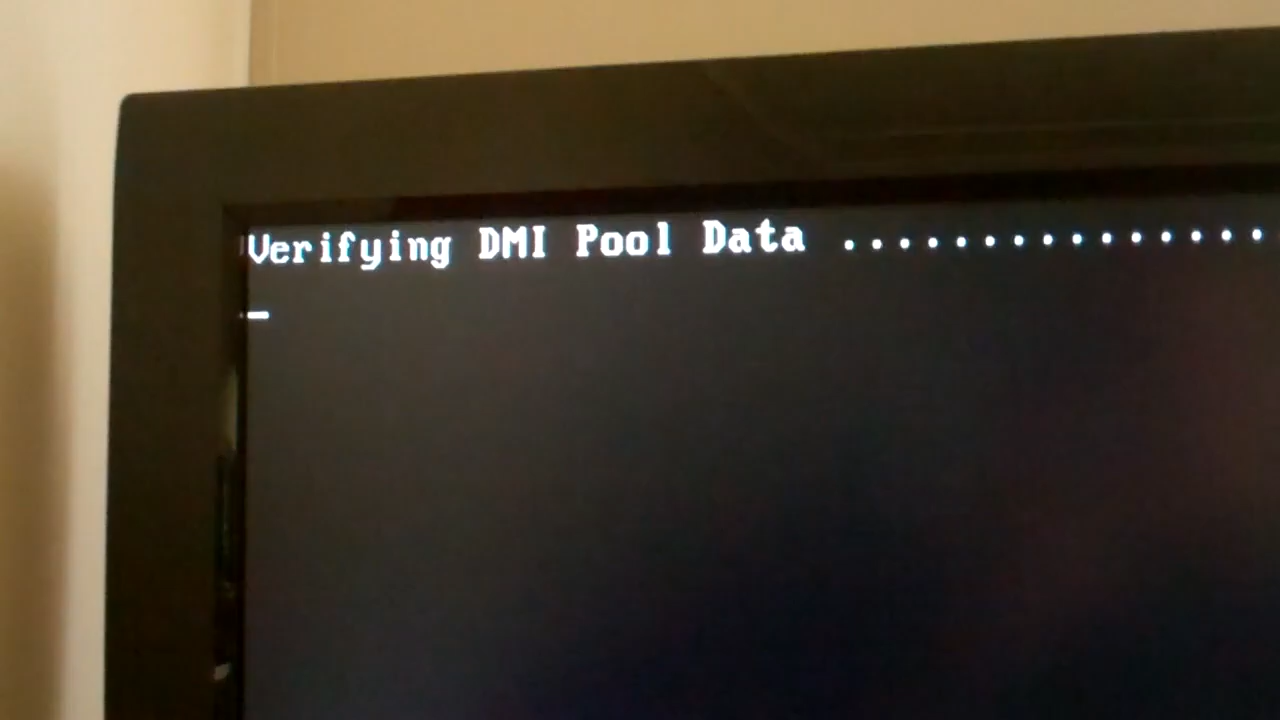 Verifying DMI Pool Data ...............
_